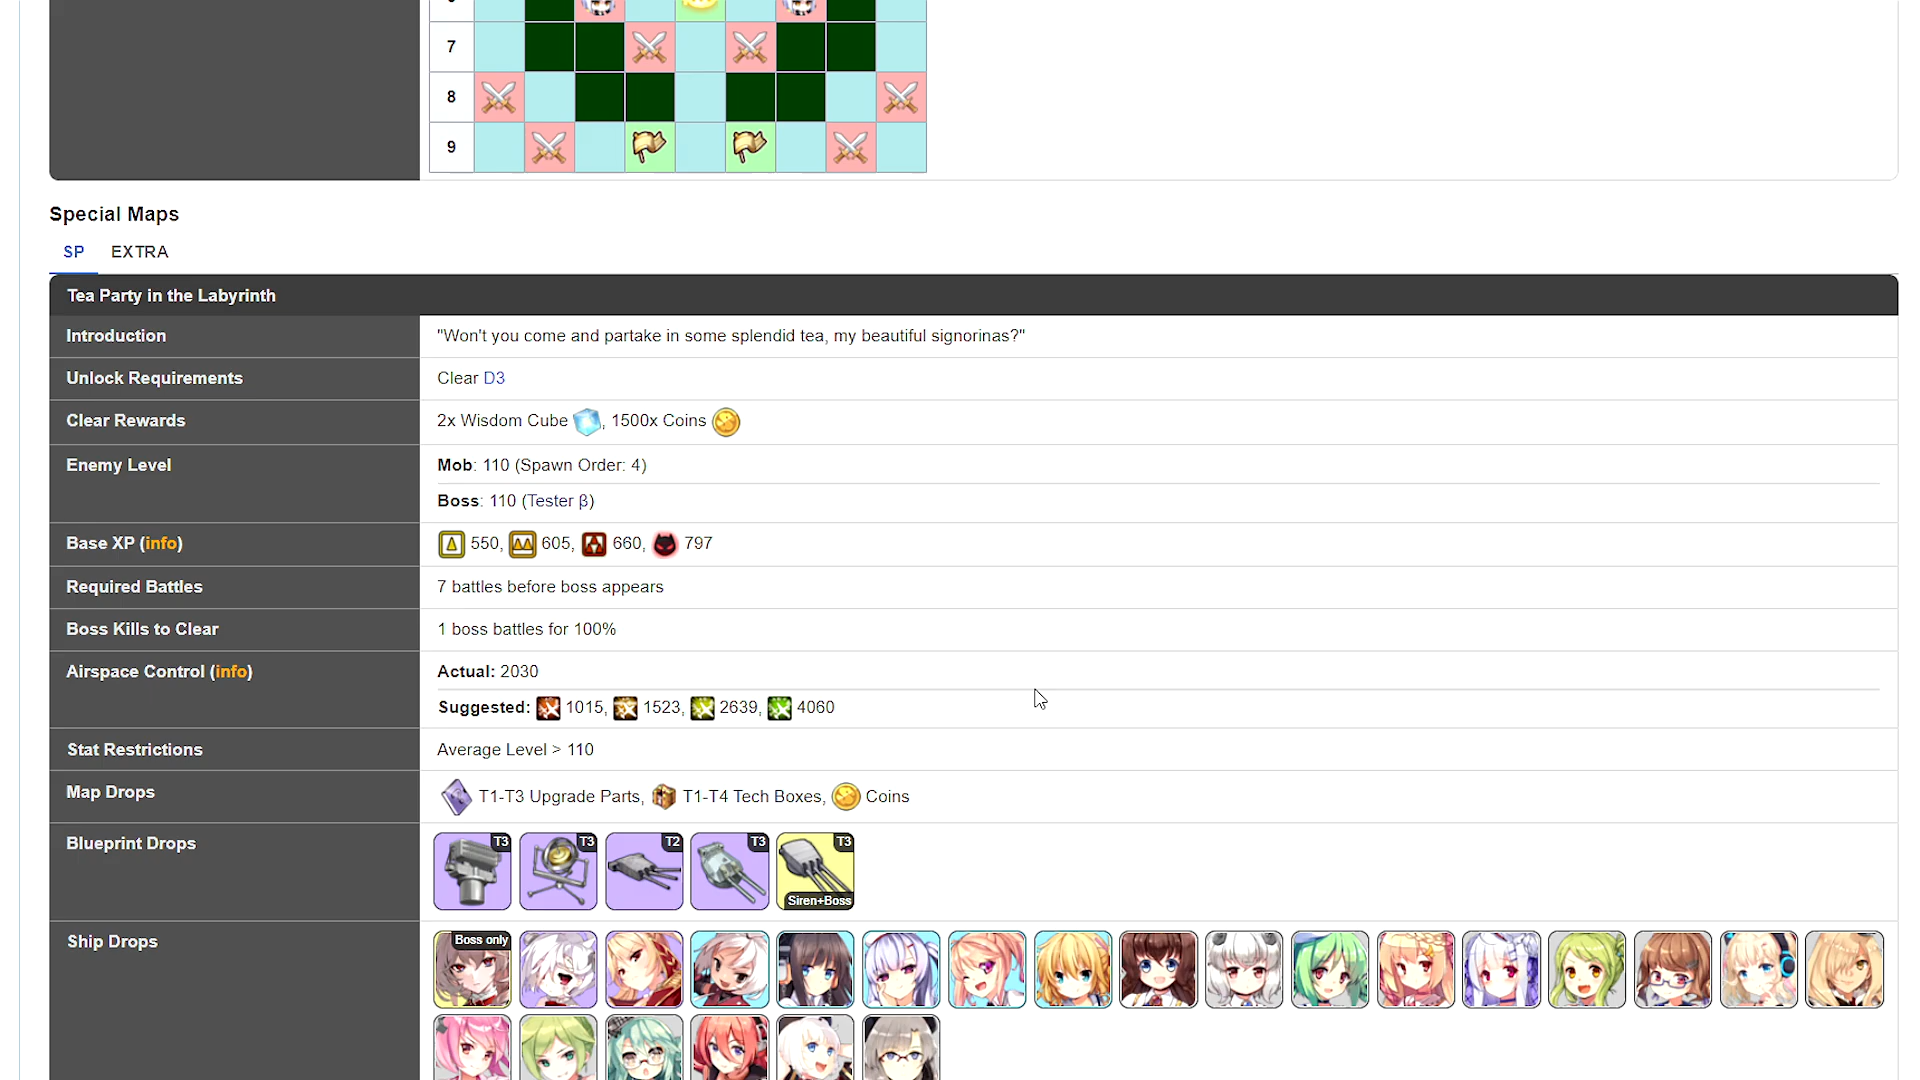 7
8
9
Special Maps
SP EXTRA
Tea Party in the Labyrinth
Introduction "Won't you come and partake in some splendid tea, my beautiful signorinas?"
Unlock Requirements Clear D3
Clear Rewards 2x Wisdom Cube , 1500x Coins
Enemy Level Mob: 110 (Spawn Order: 4)
Boss: 110 (Tester β)
Base XP (info) 550, 605, 660, 797
Required Battles 7 battles before boss appears
Boss Kills to Clear 1 boss battles for 100%
Airspace Control (info) Actual: 2030
Suggested: 1015, 1523, 2639, 4060
Stat Restrictions Average Level > 110
Map Drops T1-T3 Upgrade Parts, T1-T4 Tech Boxes, Coins
Blueprint Drops T3 T3 T2 T3 T3
Siren+Boss
Ship Drops Boss only